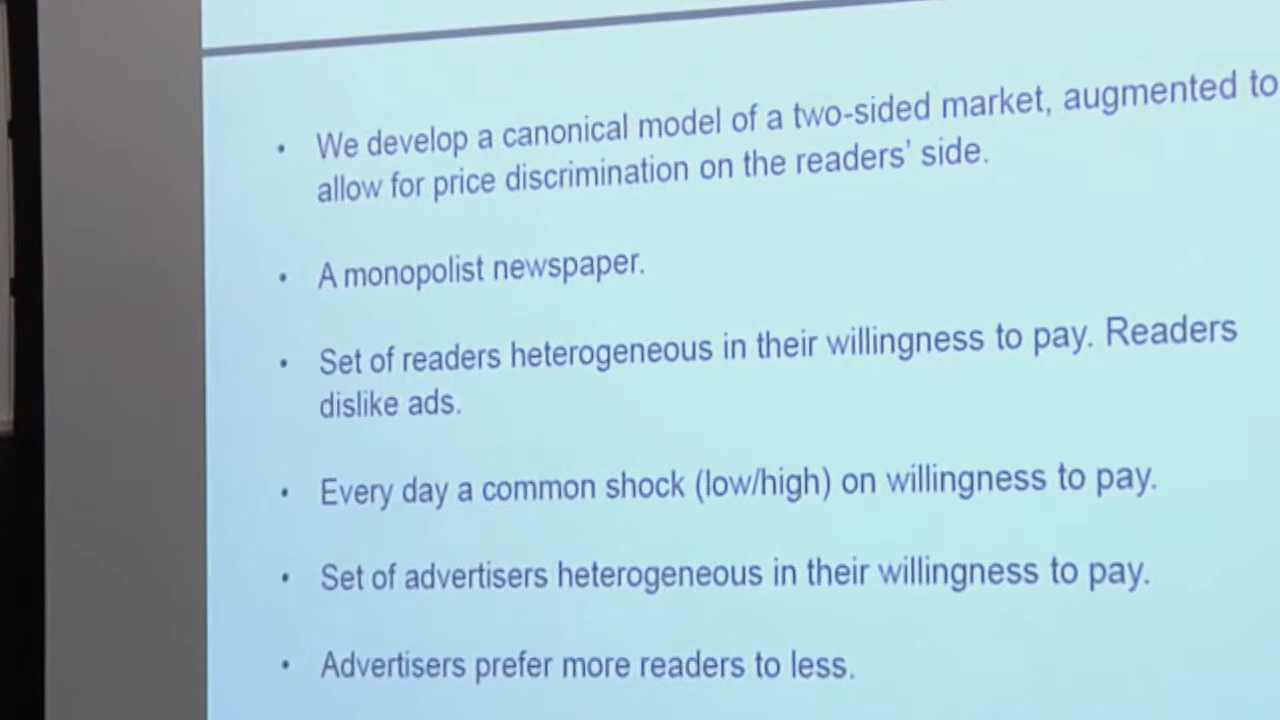 • We develop a canonical model of a two-sided market, augmented to
allow for price discrimination on the readers’ side.
• A monopolist newspaper.
• Set of readers heterogeneous in their willingness to pay. Readers
dislike ads.
• Every day a common shock (low/high) on willingness to pay.
• Set of advertisers heterogeneous in their willingness to pay.
• Advertisers prefer more readers to less.